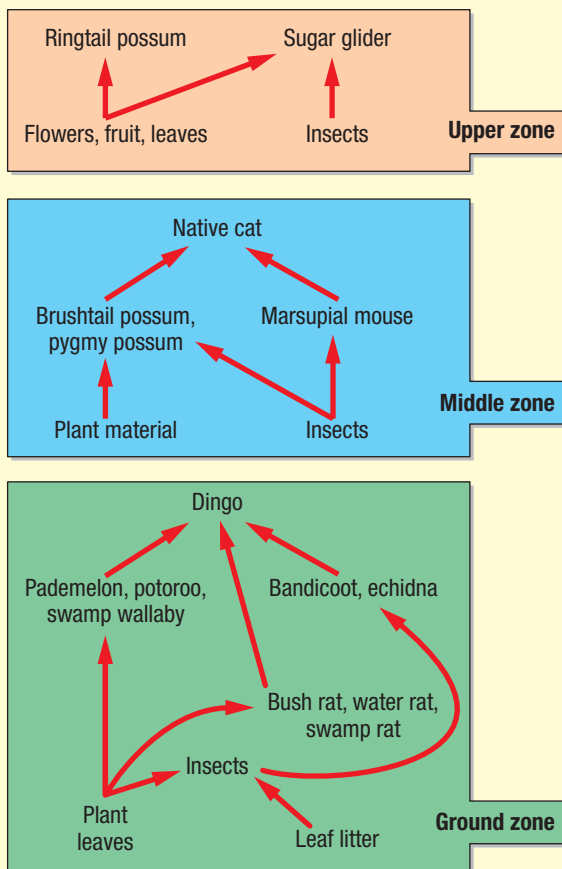 Ringtail possum
Sugar glider
Flowers, fruit, leaves
Insects
Upper zone
Native cat
Brushtail possum,
pygmy possum
Marsupial mouse
Plant material
Insects
Middle zone
Dingo
Pademelon, potoroo,
swamp wallaby
Bandicoot, echidna
Bush rat, water rat,
swamp rat
Insects
Plant
leaves
Leaf litter
Ground zone